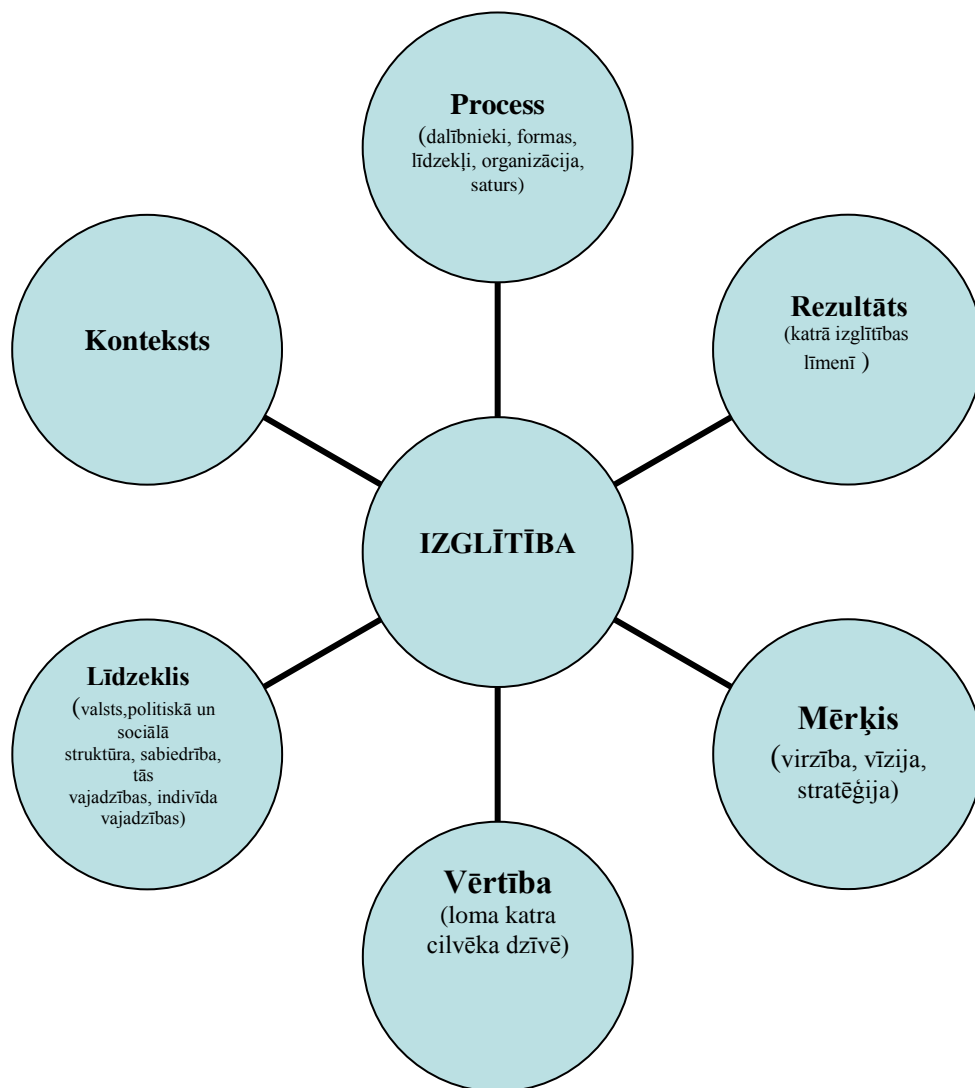 Process
(dalībnieki, formas,
līdzekļi, organizācija,
saturs)
Konteksts
Rezultāts
(katrā izglītības
līmenī )
IZGLĪTĪBA
Līdzeklis
(valsts,politiskā un
sociālā
struktūra, sabiedrība,
tās
vajadzības, indivīda
vajadzības)
Mērķis
(virzība, vīzija,
stratēģija)
Vērtība
(loma katra
cilvēka dzīvē)